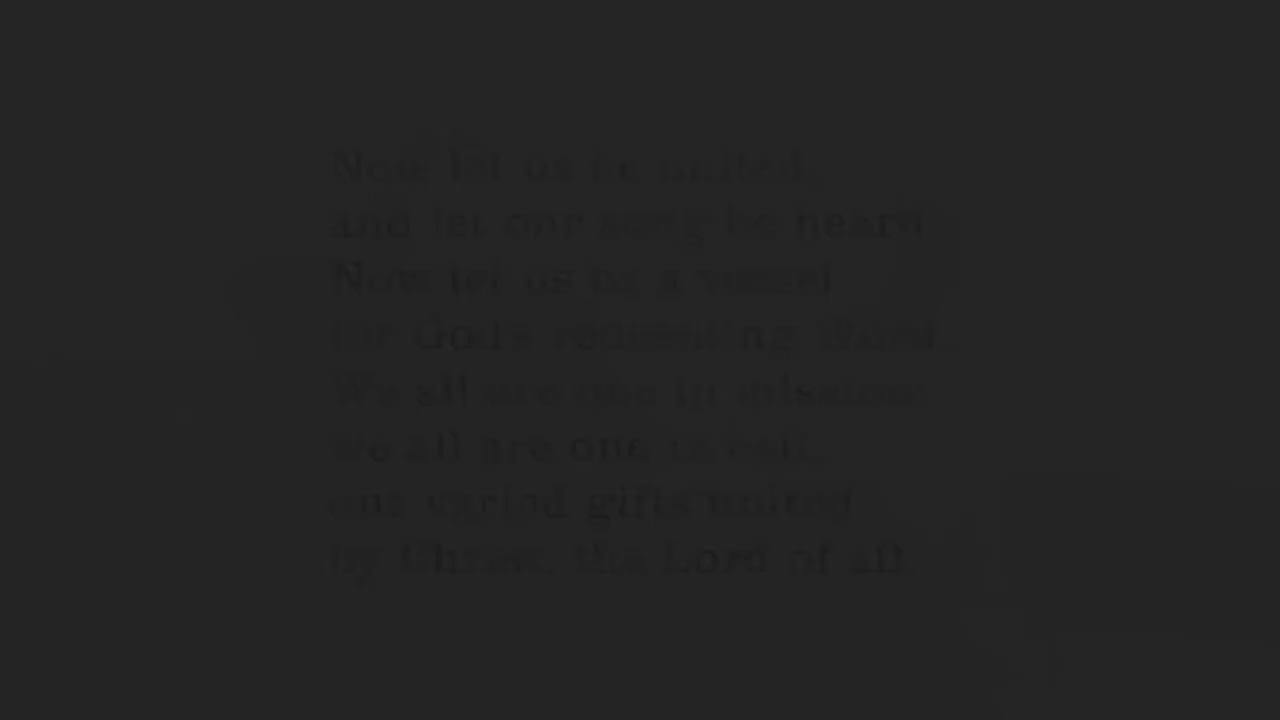 Now let us be united,
and let our song be heard.
Now let us be a vessel
for God's redeeming Word.
We all are one in mission;
we all are one in call,
our varied gifts united
by Christ, the Lord of all.